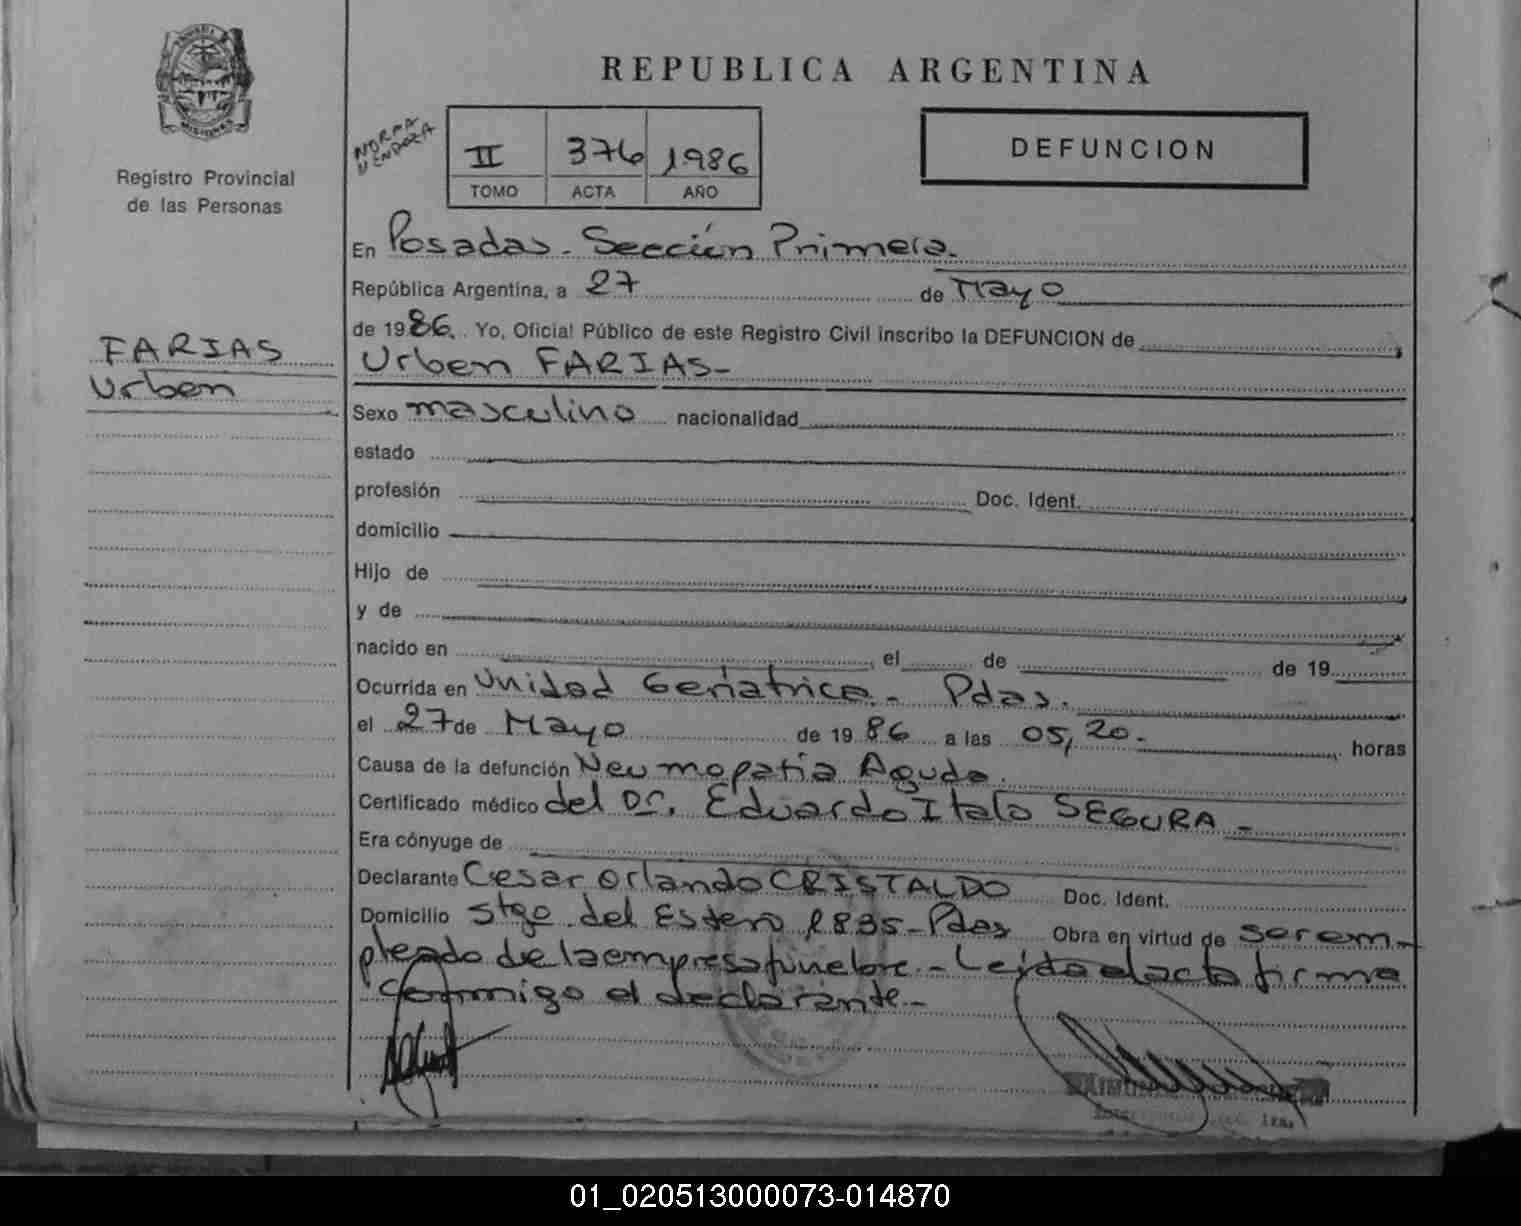 REPUBLICA ARGENTINA
MISIONES
Registro Provincial
de las Personas
NORMA
MENDOZA
II 376 1986
TOMO ACTA AÑO
DEFUNCION
En Posadas - Sección Primera.
República Argentina, a 27 de Mayo
de 1986. Yo, Oficial Público de este Registro Civil inscribo la DEFUNCION de
Urben FARIAS-
FARIAS
Urben
Sexo masculino nacionalidad
estado
profesión Doc. Ident.
domicilio
Hijo de
y de
nacido en el de de 19
Ocurrida en Unidad Geriatrica - Pdas.
el 27 de Mayo de 1986 a las 05,20. horas
Causa de la defunción Neumopatia Aguda.
Certificado médico del Dr. Eduardo Italo SEGURA -
Era cónyuge de
Declarante Cesar Orlando CRISTALDO Doc. Ident.
Domicilio Stgo. del Estero 1835- Pdas Obra en virtud de ser em-
pleado de la empresa funebre.- Leída el acta firma
conmigo el declarante.-
01_020513000073-014870